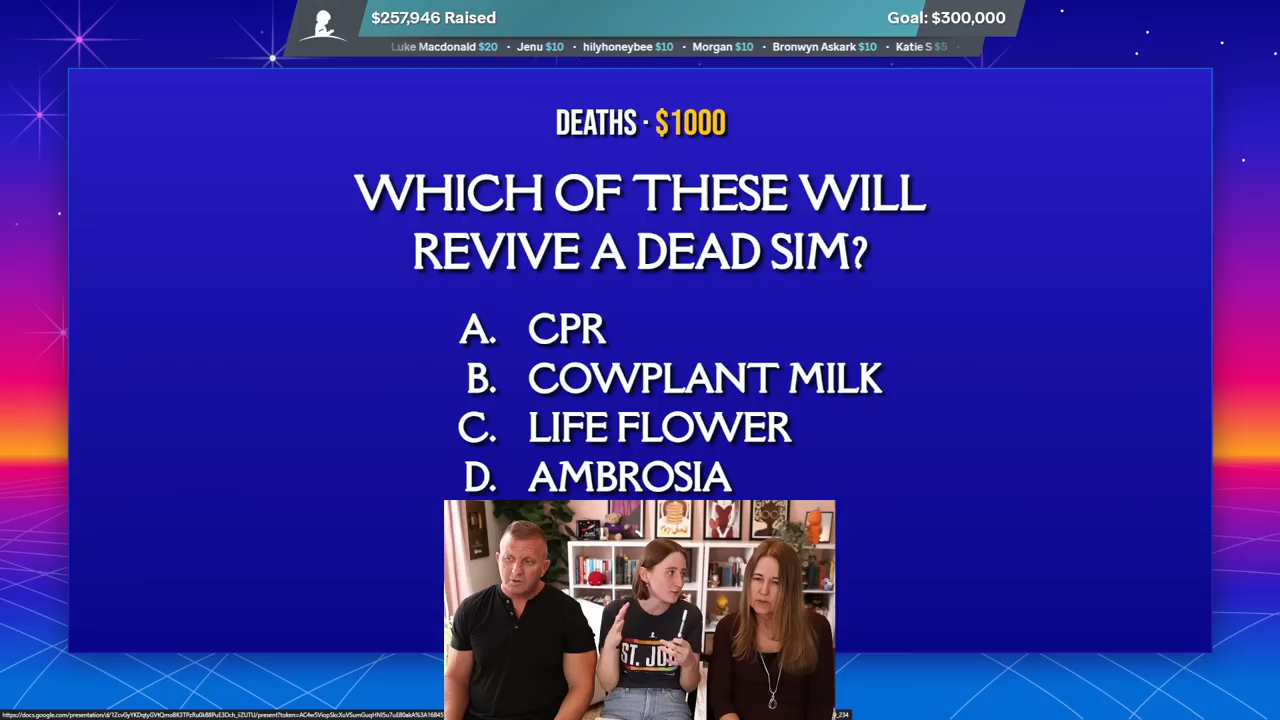 $257,946 Raised
Goal: $300,000
Luke Macdonald $20 · Jenu $10 · hilyhoneybee $10 · Morgan $10 · Bronwyn Askark $10 · Katie S $5
DEATHS · $1000
WHICH OF THESE WILL
REVIVE A DEAD SIM?
A. CPR
B. COWPLANT MILK
C. LIFE FLOWER
D. AMBROSIA
ST. JU